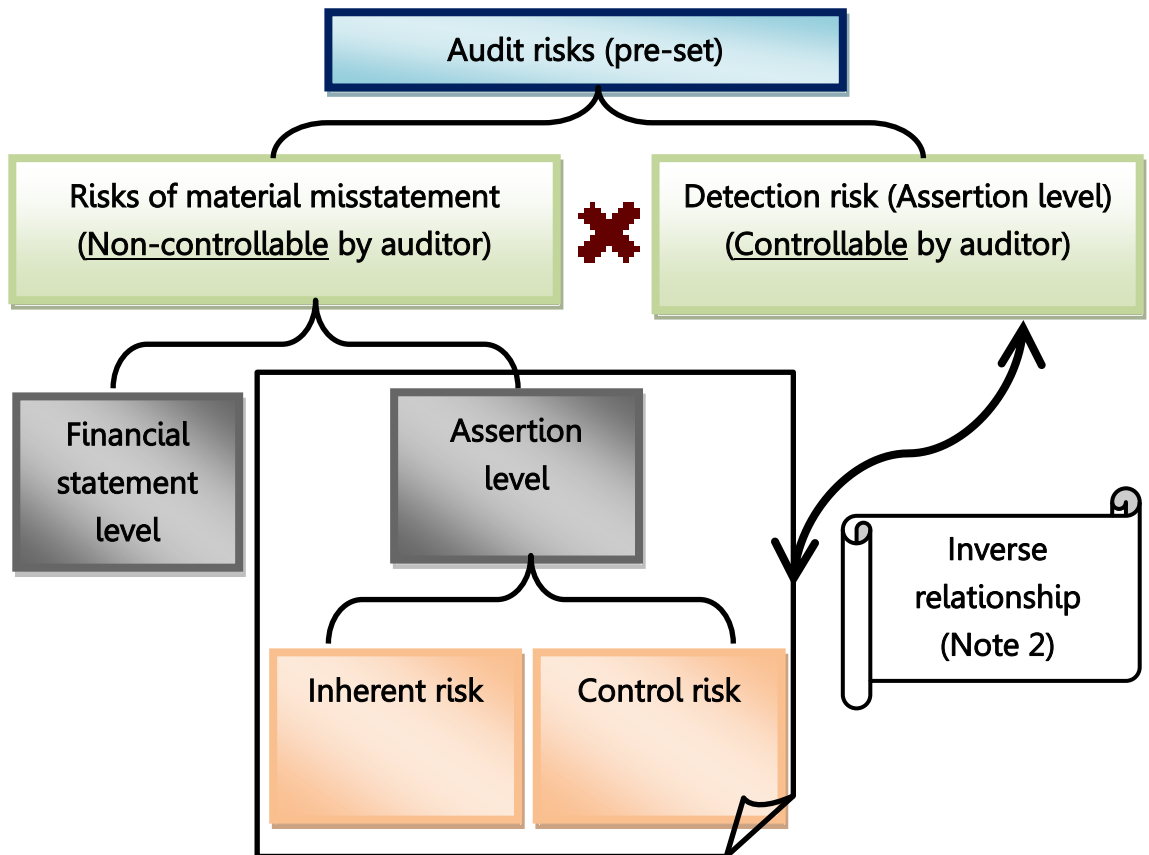 Audit risks (pre-set)
Risks of material misstatement
(Non-controllable by auditor)
Detection risk (Assertion level)
(Controllable by auditor)
Financial
statement
level
Assertion
level
Inherent risk
Control risk
Inverse
relationship
(Note 2)